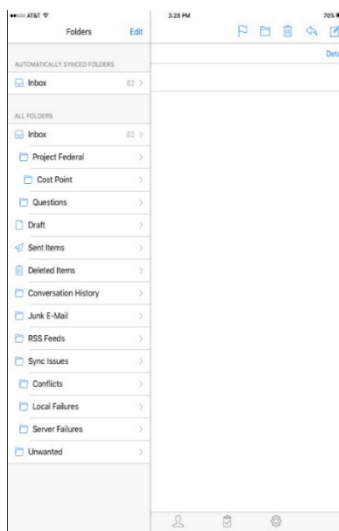 AT&T 3:28 PM 70%
Folders Edit
Deta
AUTOMATICALLY SYNCED FOLDERS
Inbox 82
ALL FOLDERS
Inbox 82
Project Federal
Cost Point
Questions
Draft
Sent Items
Deleted Items
Conversation History
Junk E-Mail
RSS Feeds
Sync Issues
Conflicts
Local Failures
Server Failures
Unwanted